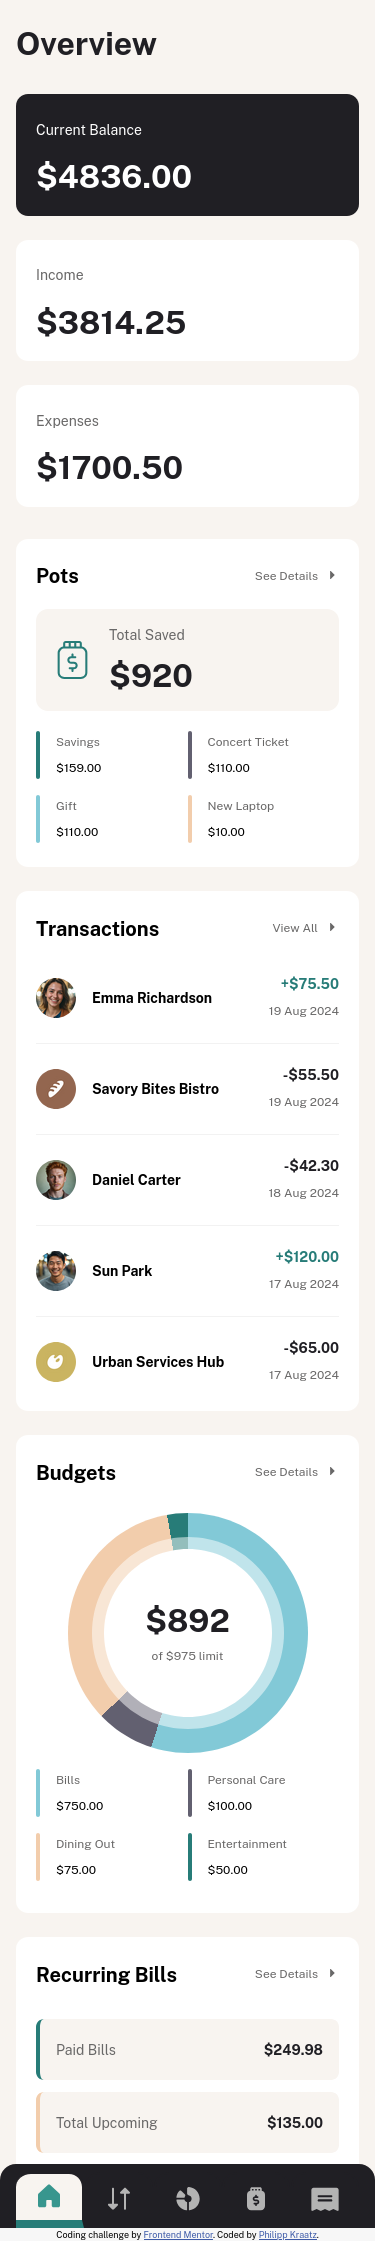 Overview
Current Balance
$4836.00
Income
$3814.25
Expenses
$1700.50
Pots
See Details
Total Saved
$920
Savings
$159.00
Concert Ticket
$110.00
Gift
$110.00
New Laptop
$10.00
Transactions
View All
Emma Richardson
+$75.50
19 Aug 2024
Savory Bites Bistro
-$55.50
19 Aug 2024
Daniel Carter
-$42.30
18 Aug 2024
Sun Park
+$120.00
17 Aug 2024
Urban Services Hub
-$65.00
17 Aug 2024
Budgets
See Details
$892
of $975 limit
Bills
$750.00
Personal Care
$100.00
Dining Out
$75.00
Entertainment
$50.00
Recurring Bills
See Details
Paid Bills
$249.98
Total Upcoming
$135.00
Coding challenge by Frontend Mentor. Coded by Philipp Kraatz.